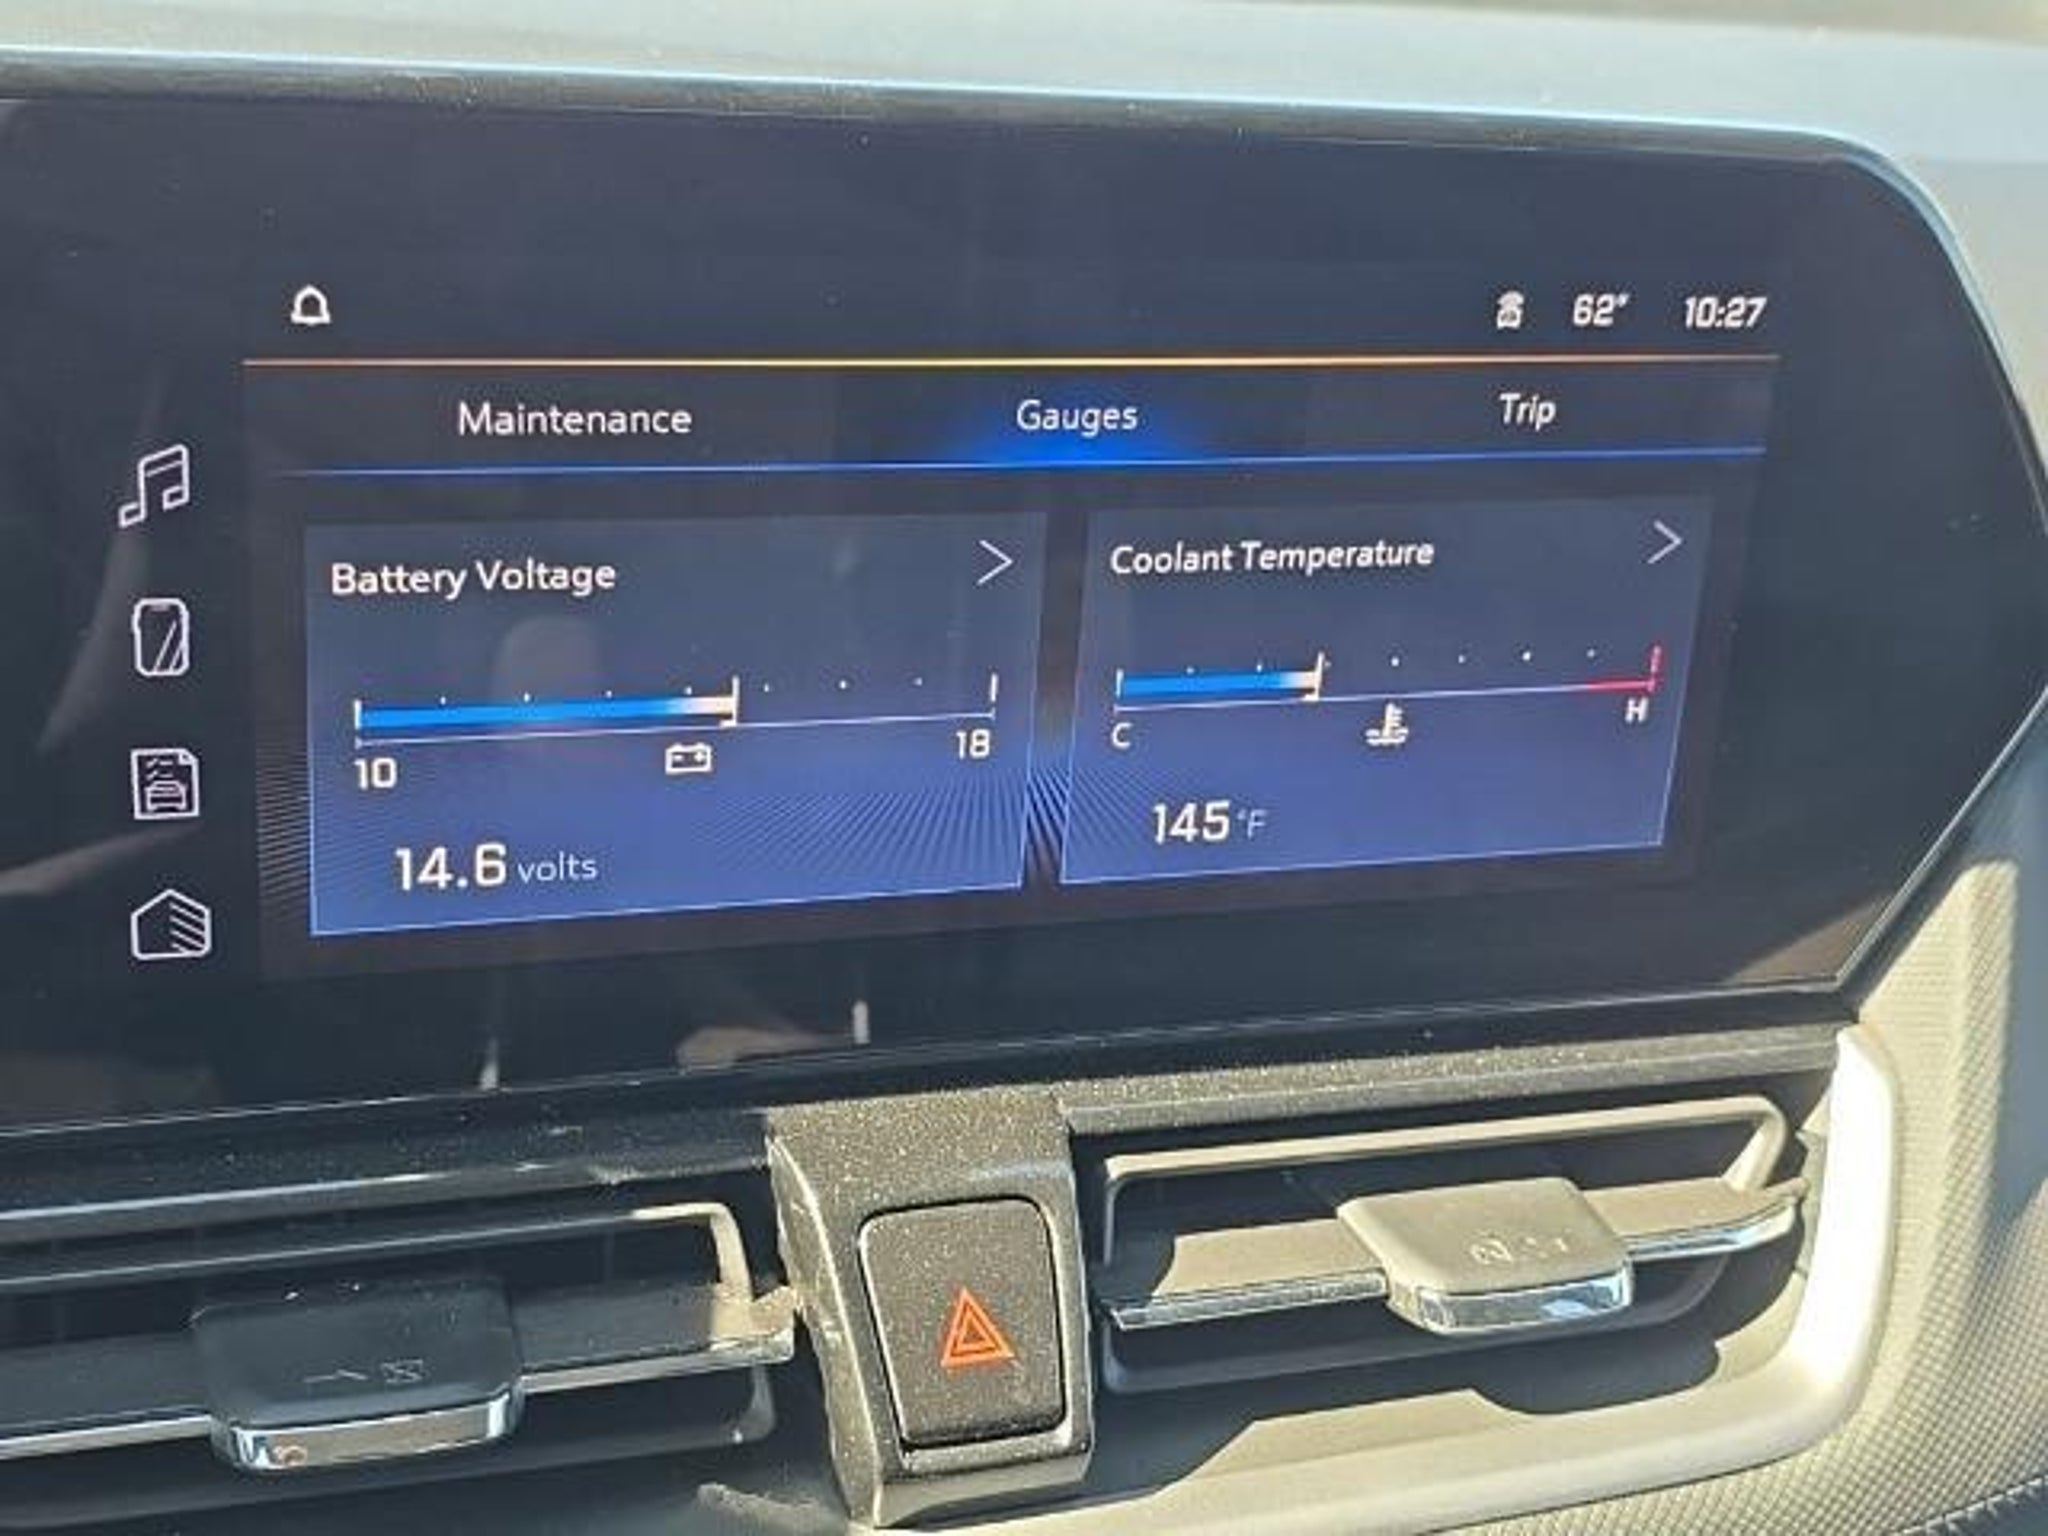 62° 10:27
Maintenance Gauges Trip
Battery Voltage
10 18
14.6 volts
Coolant Temperature
C H
145 °F